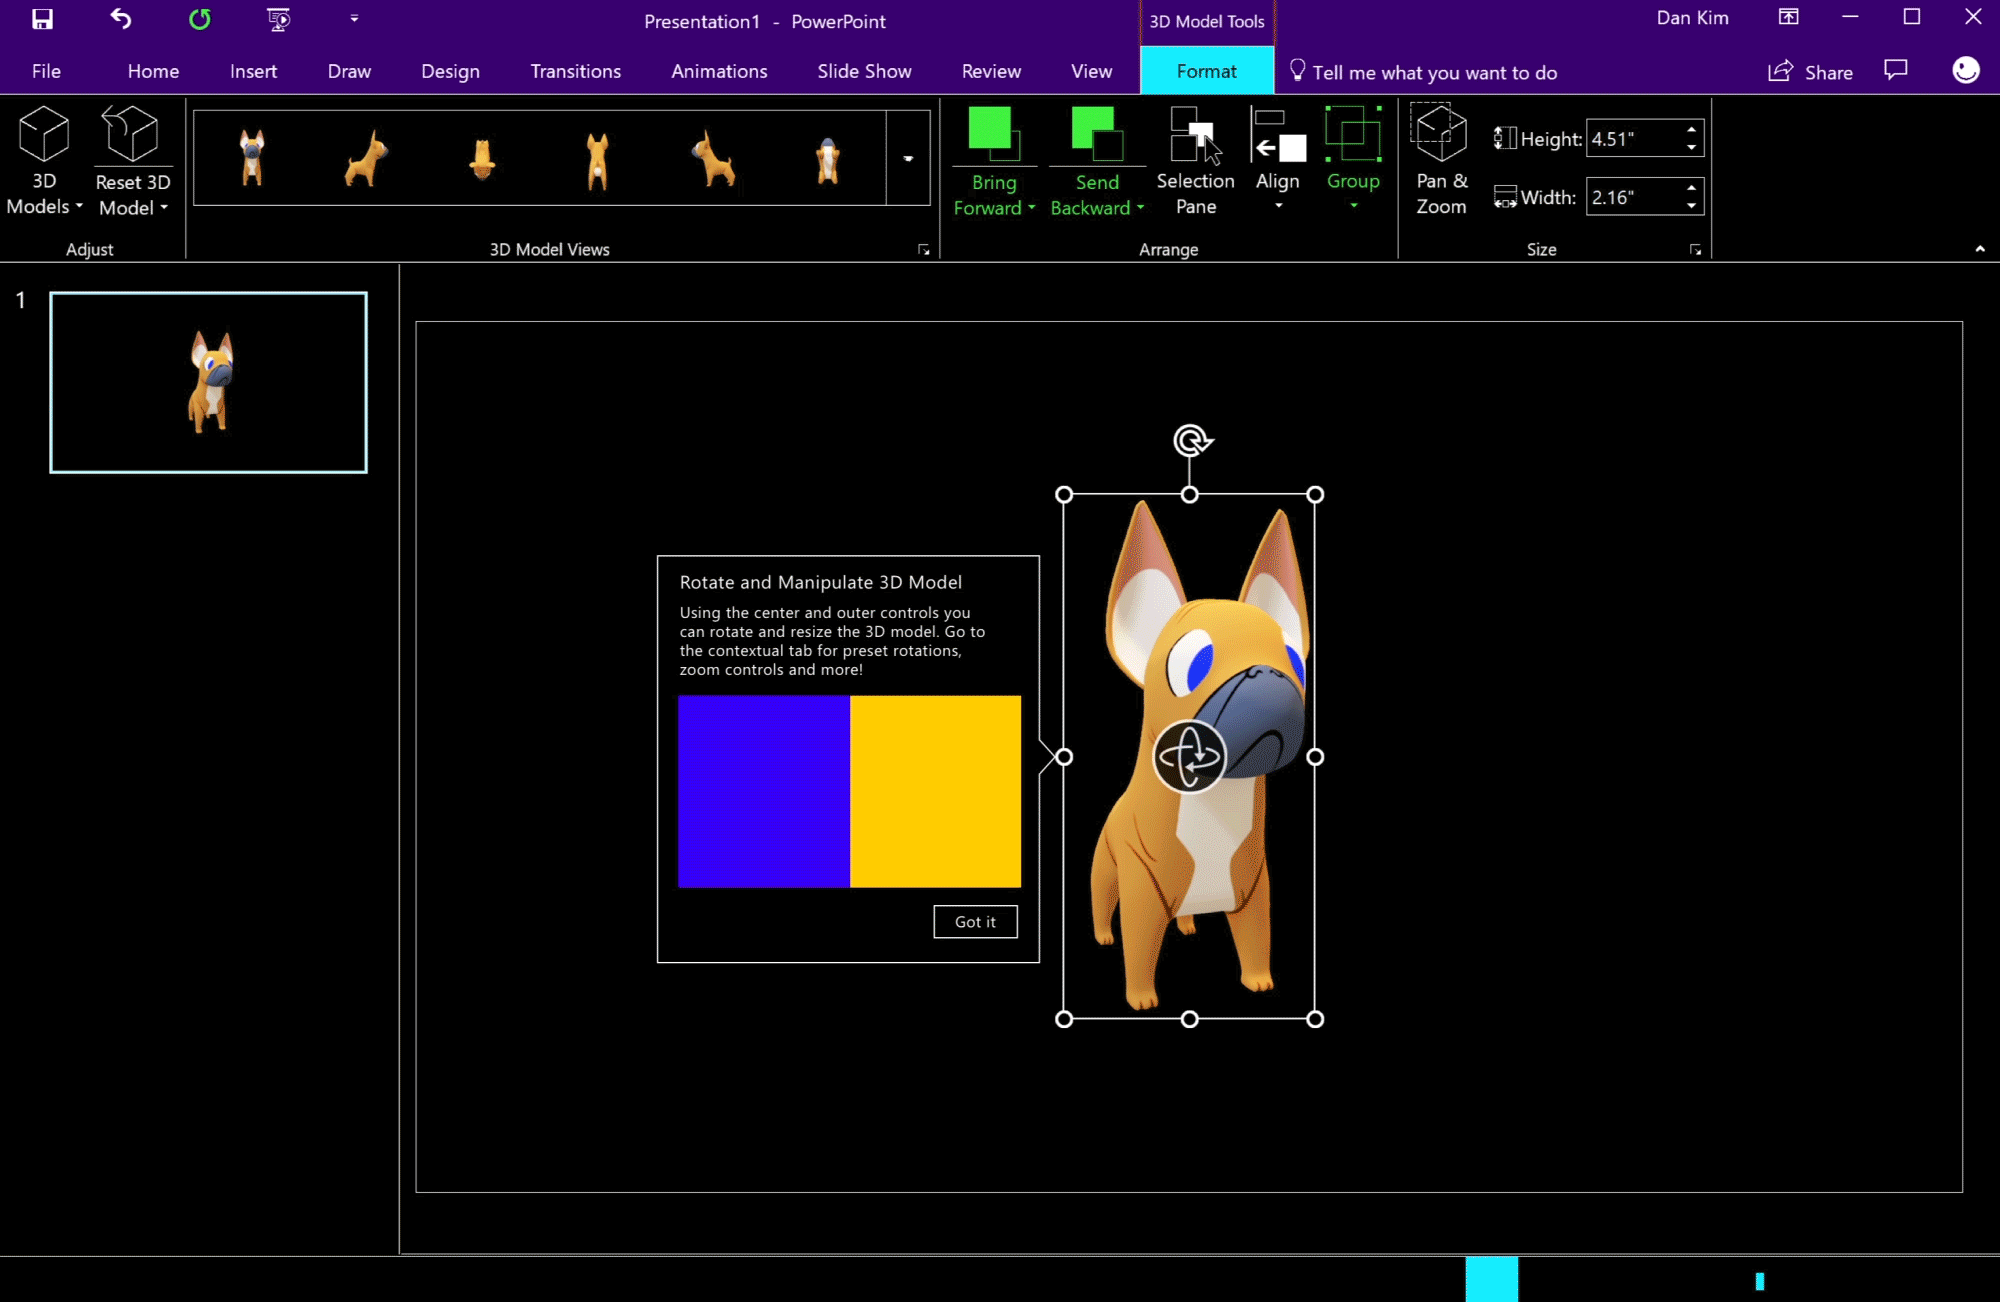 Presentation1 - PowerPoint
3D Model Tools
Dan Kim
File Home Insert Draw Design Transitions Animations Slide Show Review View Format Tell me what you want to do Share
3D
Models
Reset 3D
Model
Adjust
3D Model Views
Bring
Forward
Send
Backward
Selection
Pane
Align
Group
Arrange
Pan &
Zoom
Height: 4.51"
Width: 2.16"
Size
1
Rotate and Manipulate 3D Model
Using the center and outer controls you
can rotate and resize the 3D model. Go to
the contextual tab for preset rotations,
zoom controls and more!
Got it